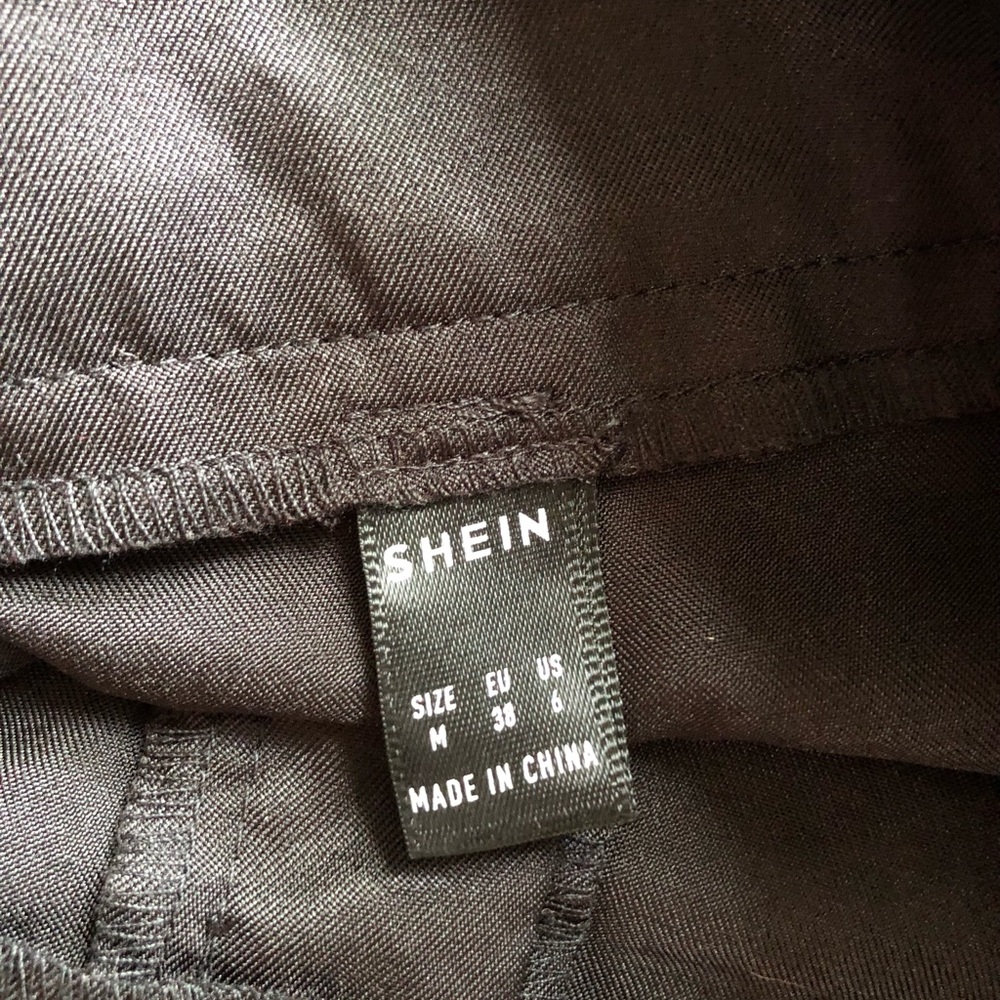 SHEIN
SIZE EU US
M 38 6
MADE IN CHINA